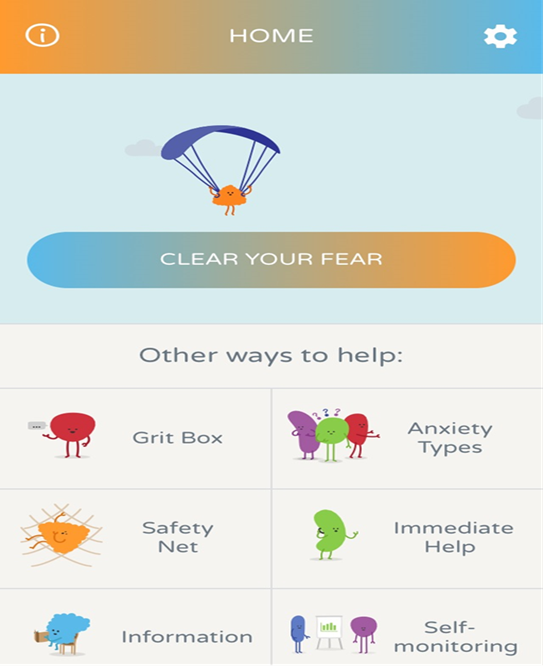 HOME
CLEAR YOUR FEAR
Other ways to help:
Grit Box
Anxiety
Types
Safety
Net
Immediate
Help
Information
Self-
monitoring